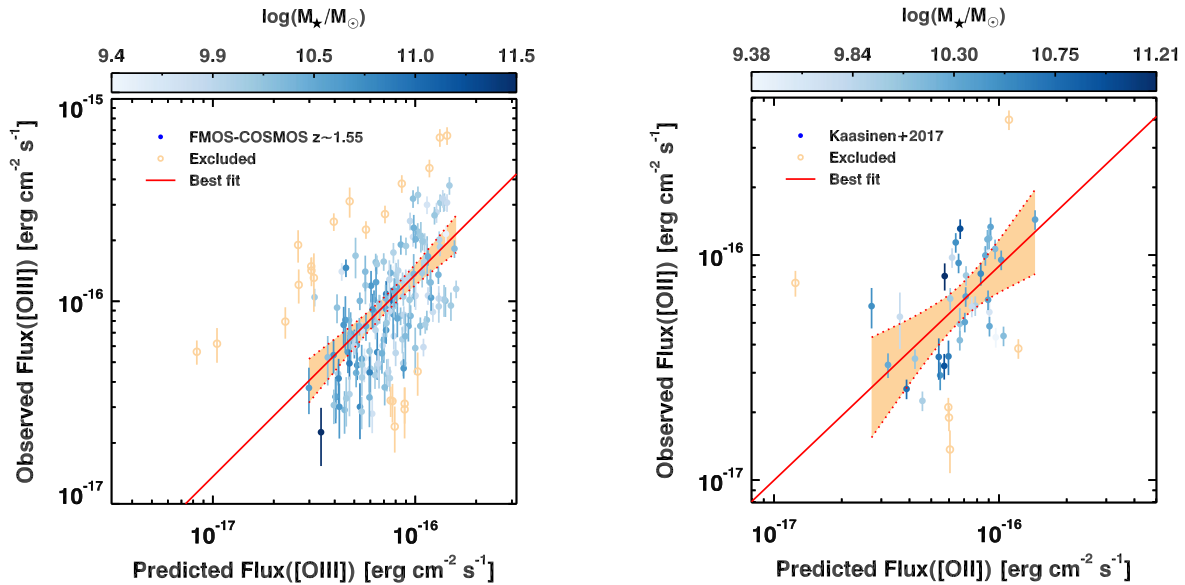 log(M★/M⊙)
9.4 9.9 10.5 11.0 11.5
10⁻¹⁵
FMOS-COSMOS z~1.55
Excluded
Best fit
10⁻¹⁶
10⁻¹⁷
Observed Flux([OIII]) [erg cm⁻² s⁻¹]
10⁻¹⁷ 10⁻¹⁶
Predicted Flux([OIII]) [erg cm⁻² s⁻¹]
log(M★/M⊙)
9.38 9.84 10.30 10.75 11.21
Kaasinen+2017
Excluded
Best fit
10⁻¹⁶
10⁻¹⁷
Observed Flux([OII]) [erg cm⁻² s⁻¹]
10⁻¹⁷ 10⁻¹⁶
Predicted Flux([OII]) [erg cm⁻² s⁻¹]